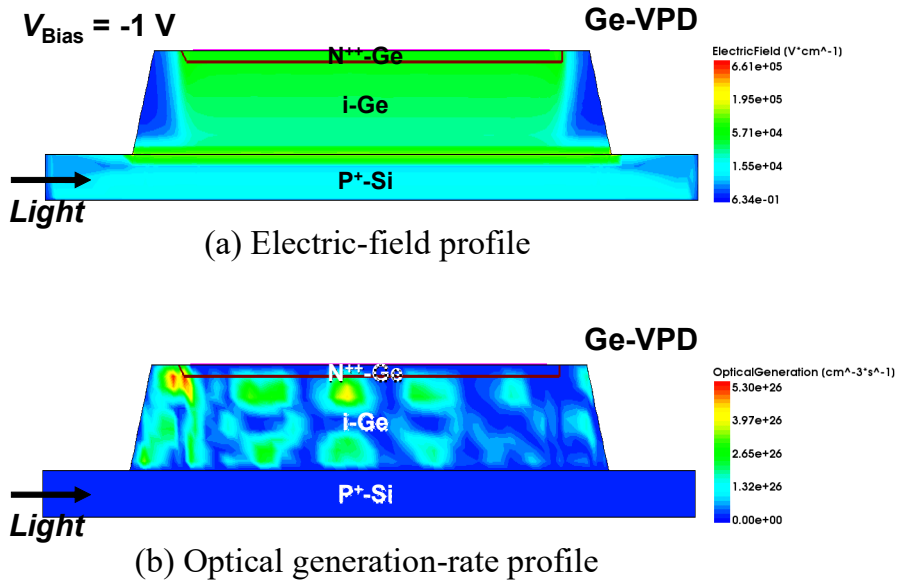 V_Bias = -1 V
Ge-VPD
N⁺⁺-Ge
i-Ge
P⁺-Si
Light
ElectricField (V*cm^-1)
6.61e+05
1.95e+05
5.71e+04
1.55e+04
6.34e-01
(a) Electric-field profile
Ge-VPD
N⁺⁺-Ge
i-Ge
P⁺-Si
Light
OpticalGeneration (cm^-3*s^-1)
5.30e+26
3.97e+26
2.65e+26
1.32e+26
0.00e+00
(b) Optical generation-rate profile